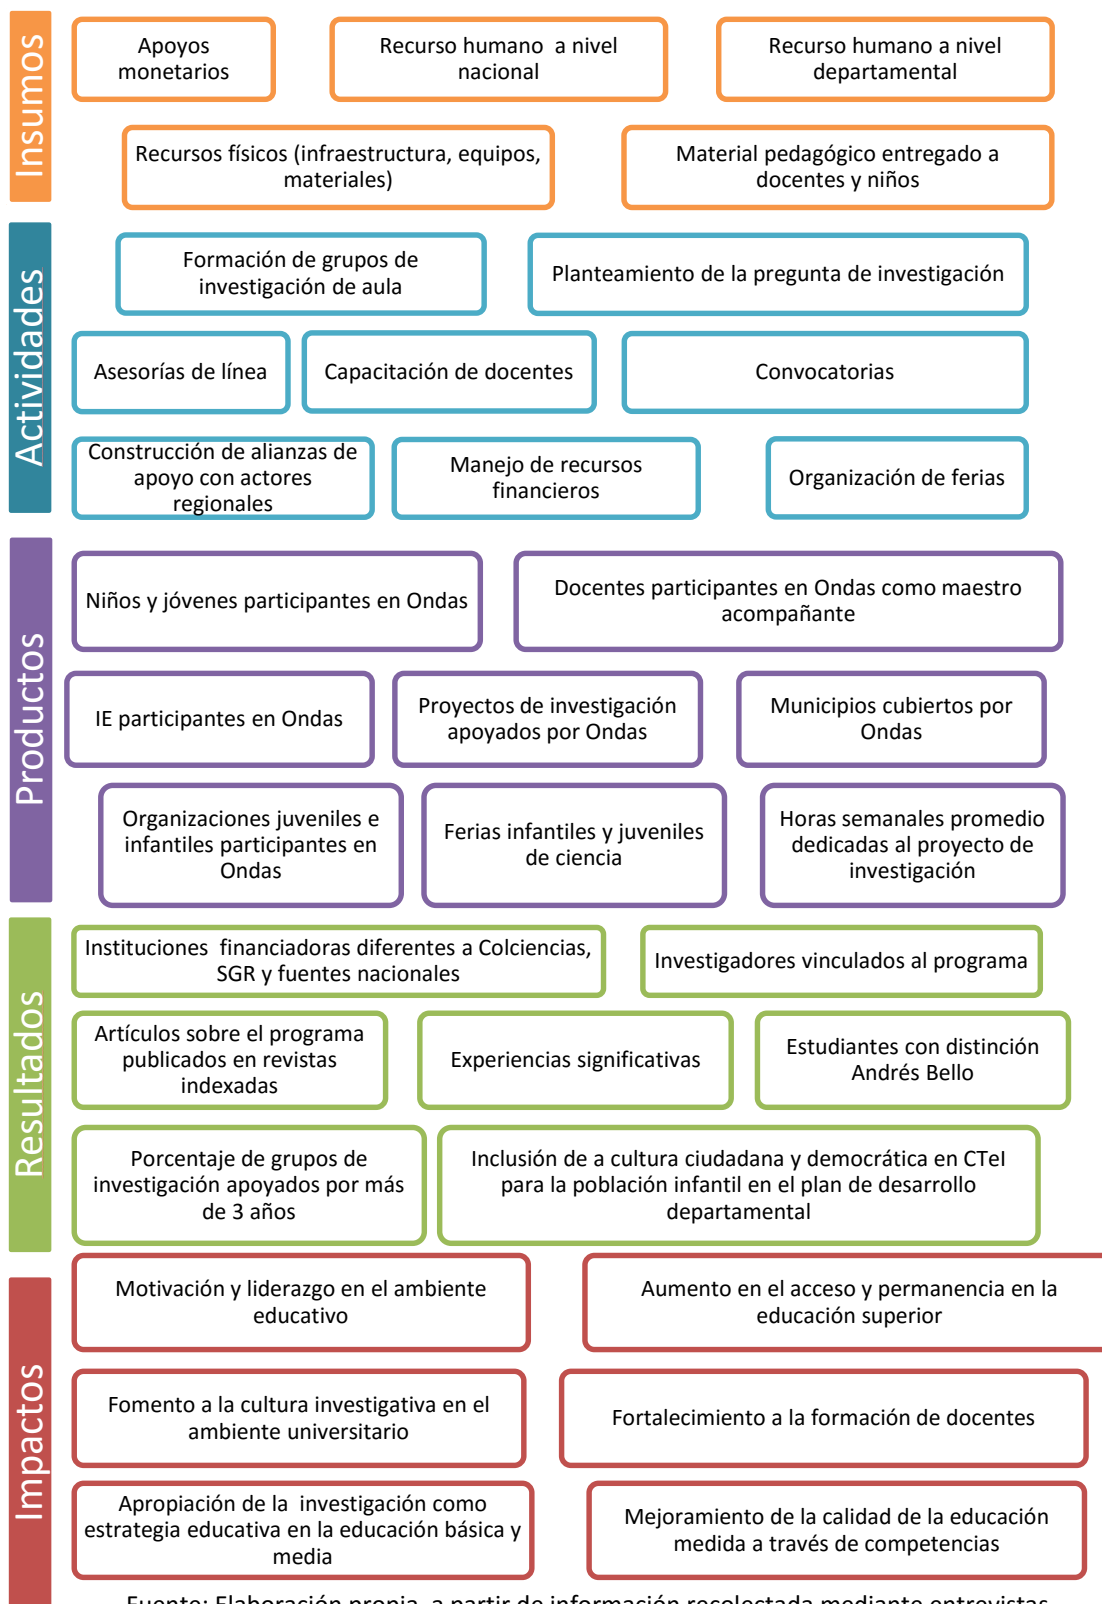 Insumos
Apoyos
monetarios
Recurso humano a nivel
nacional
Recurso humano a nivel
departamental
Recursos físicos (infraestructura, equipos,
materiales)
Material pedagógico entregado a
docentes y niños
Actividades
Formación de grupos de
investigación de aula
Planteamiento de la pregunta de investigación
Asesorías de línea
Capacitación de docentes
Convocatorias
Construcción de alianzas de
apoyo con actores
regionales
Manejo de recursos
financieros
Organización de ferias
Productos
Niños y jóvenes participantes en Ondas
Docentes participantes en Ondas como maestro
acompañante
IE participantes en Ondas
Proyectos de investigación
apoyados por Ondas
Municipios cubiertos por
Ondas
Organizaciones juveniles e
infantiles participantes en
Ondas
Ferias infantiles y juveniles
de ciencia
Horas semanales promedio
dedicadas al proyecto de
investigación
Resultados
Instituciones financiadoras diferentes a Colciencias,
SGR y fuentes nacionales
Investigadores vinculados al programa
Artículos sobre el programa
publicados en revistas
indexadas
Experiencias significativas
Estudiantes con distinción
Andrés Bello
Porcentaje de grupos de
investigación apoyados por más
de 3 años
Inclusión de a cultura ciudadana y democrática en CTeI
para la población infantil en el plan de desarrollo
departamental
Impactos
Motivación y liderazgo en el ambiente
educativo
Aumento en el acceso y permanencia en la
educación superior
Fomento a la cultura investigativa en el
ambiente universitario
Fortalecimiento a la formación de docentes
Apropiación de la investigación como
estrategia educativa en la educación básica y
media
Mejoramiento de la calidad de la educación
medida a través de competencias
Fuente: Elaboración propia, a partir de información recolectada mediante entrevistas